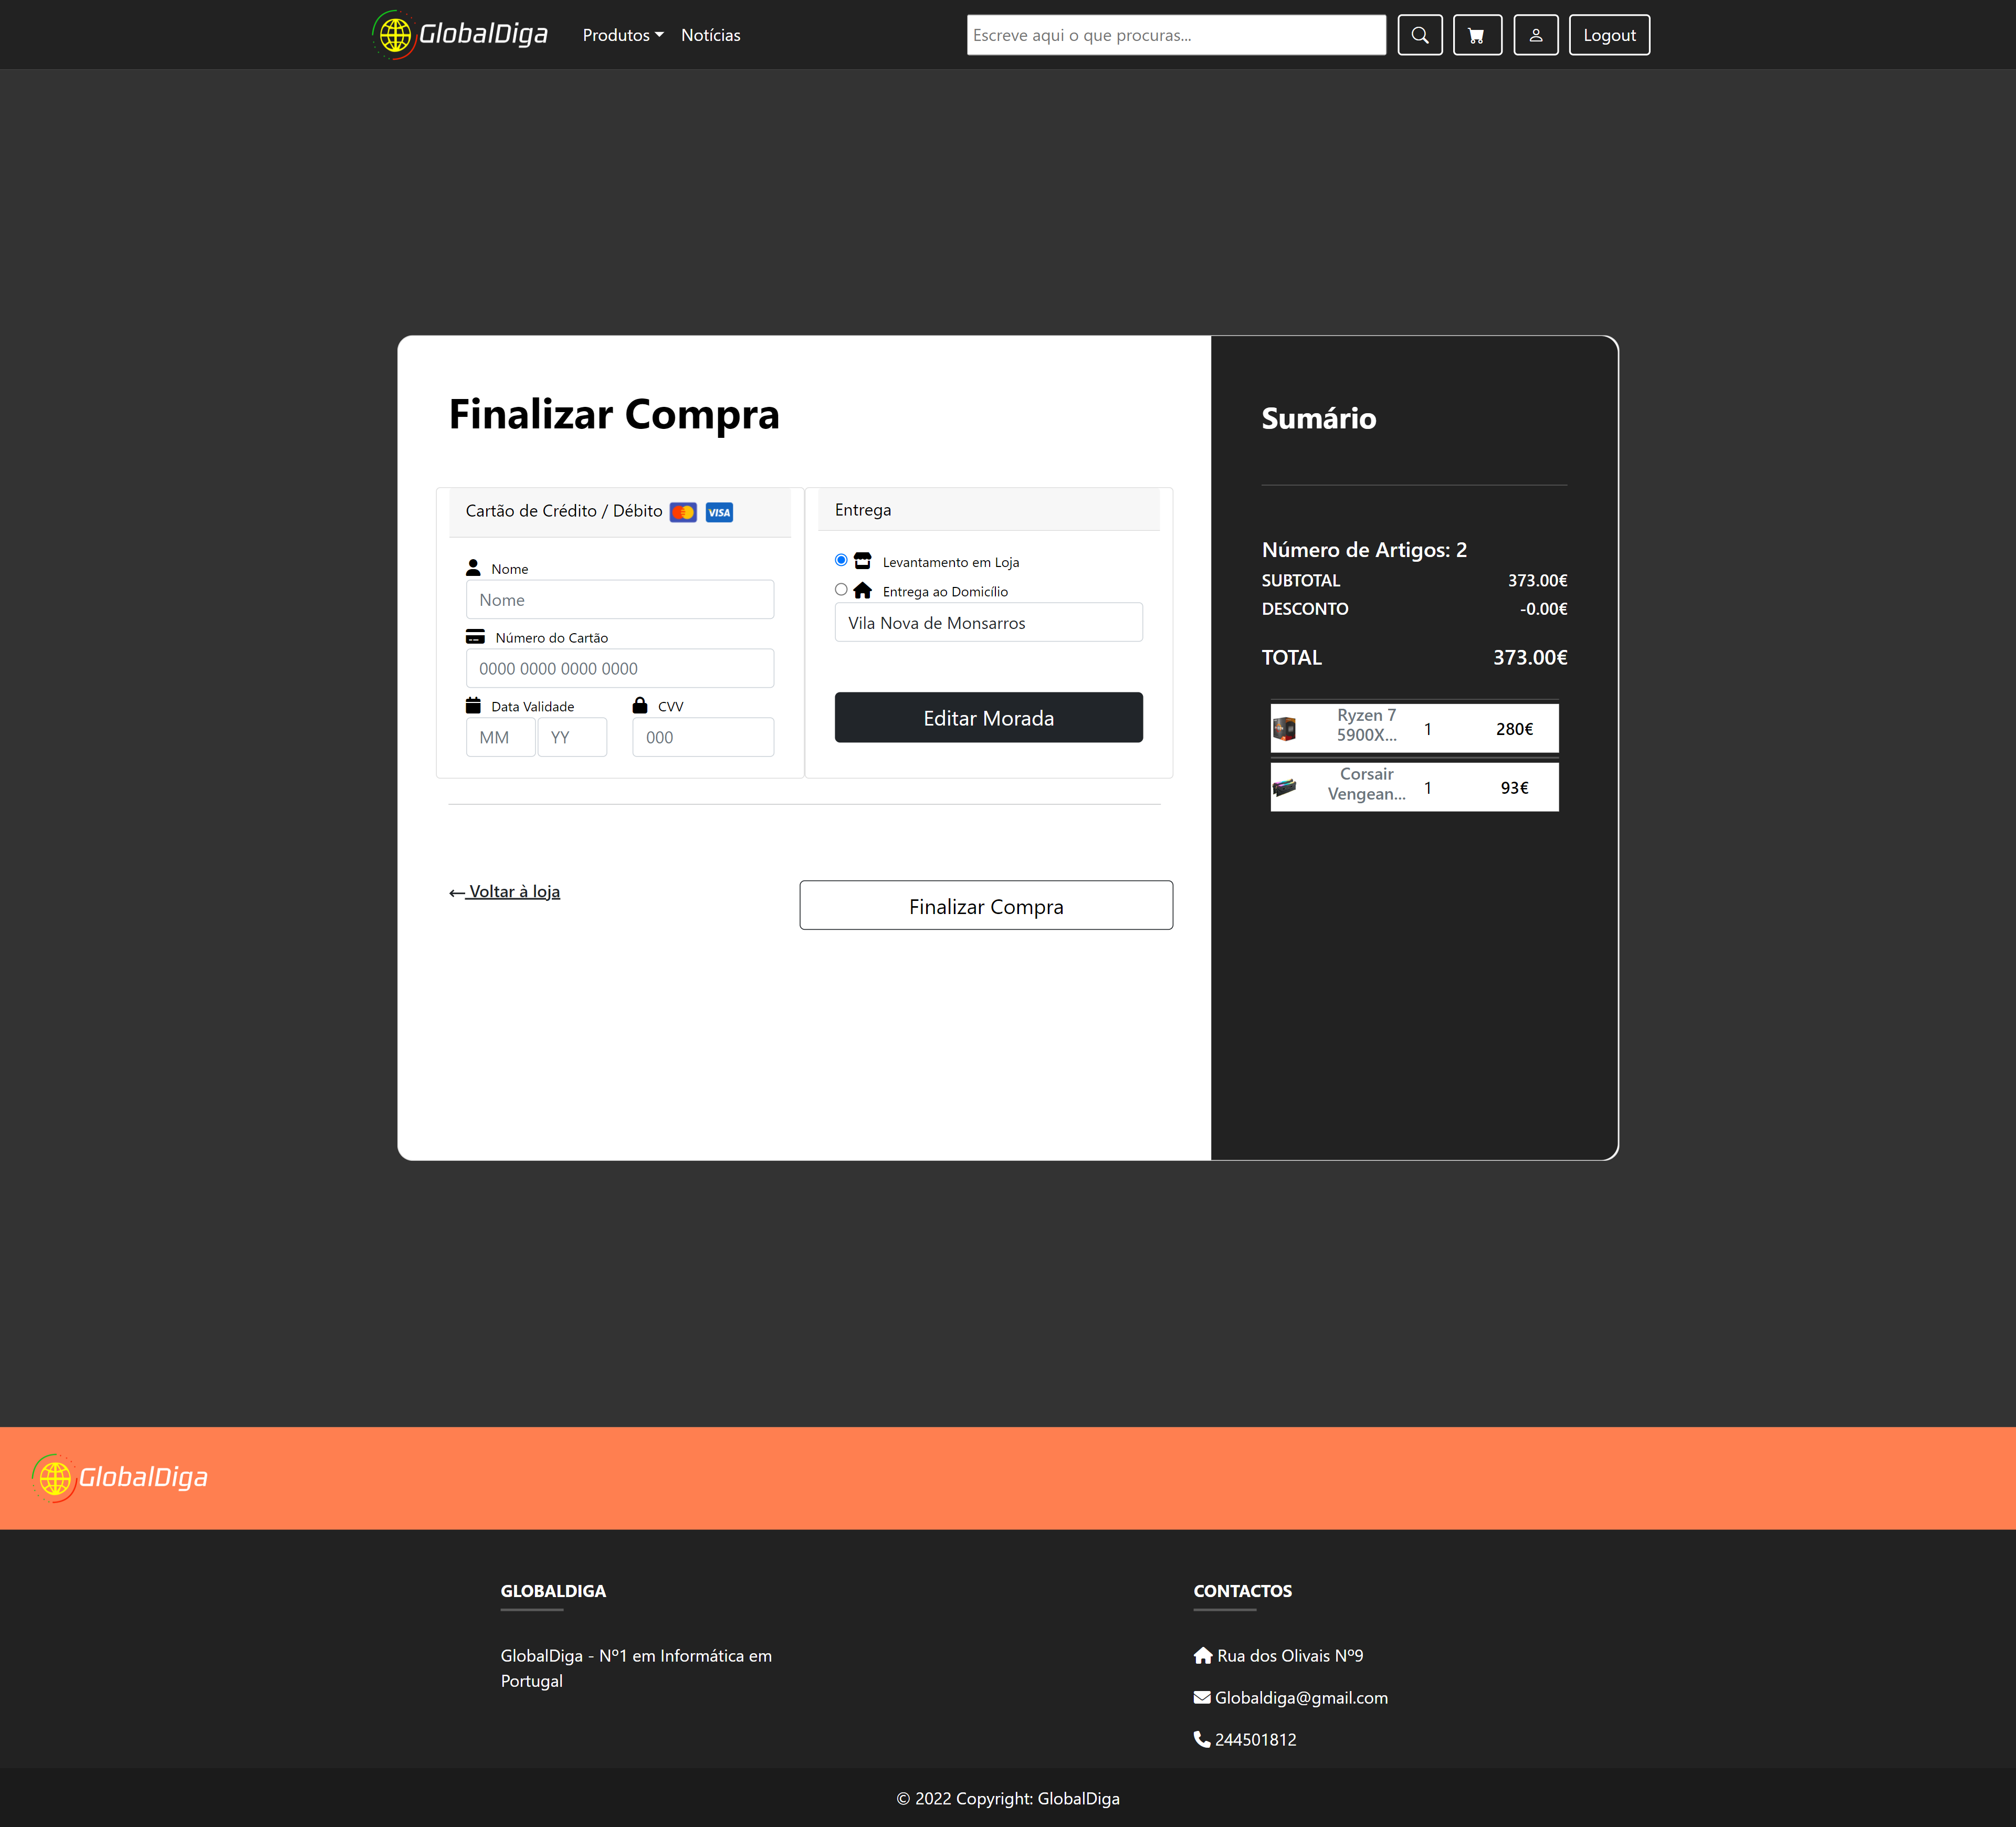 GlobalDiga
Produtos
Notícias
Escreve aqui o que procuras...
Logout
Finalizar Compra
Cartão de Crédito / Débito VISA
Nome
Nome
Número do Cartão
0000 0000 0000 0000
Data Validade
CVV
MM
YY
000
Entrega
Levantamento em Loja
Entrega ao Domicílio
Vila Nova de Monsarros
Editar Morada
Voltar à loja
Finalizar Compra
Sumário
Número de Artigos: 2
SUBTOTAL 373.00€
DESCONTO -0.00€
TOTAL 373.00€
Ryzen 7
5900X...
1
280€
Corsair
Vengean...
1
93€
GlobalDiga
GLOBALDIGA
GlobalDiga - Nº1 em Informática em
Portugal
CONTACTOS
Rua dos Olivais Nº9
Globaldiga@gmail.com
244501812
© 2022 Copyright: GlobalDiga